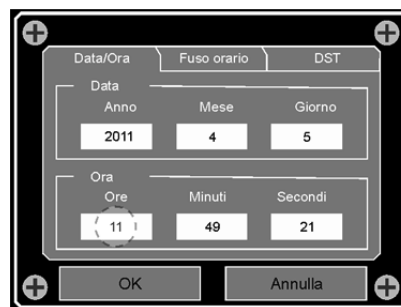 Data/Ora Fuso orario DST
Data
Anno Mese Giorno
2011 4 5
Ora
Ore Minuti Secondi
11 49 21
OK Annulla